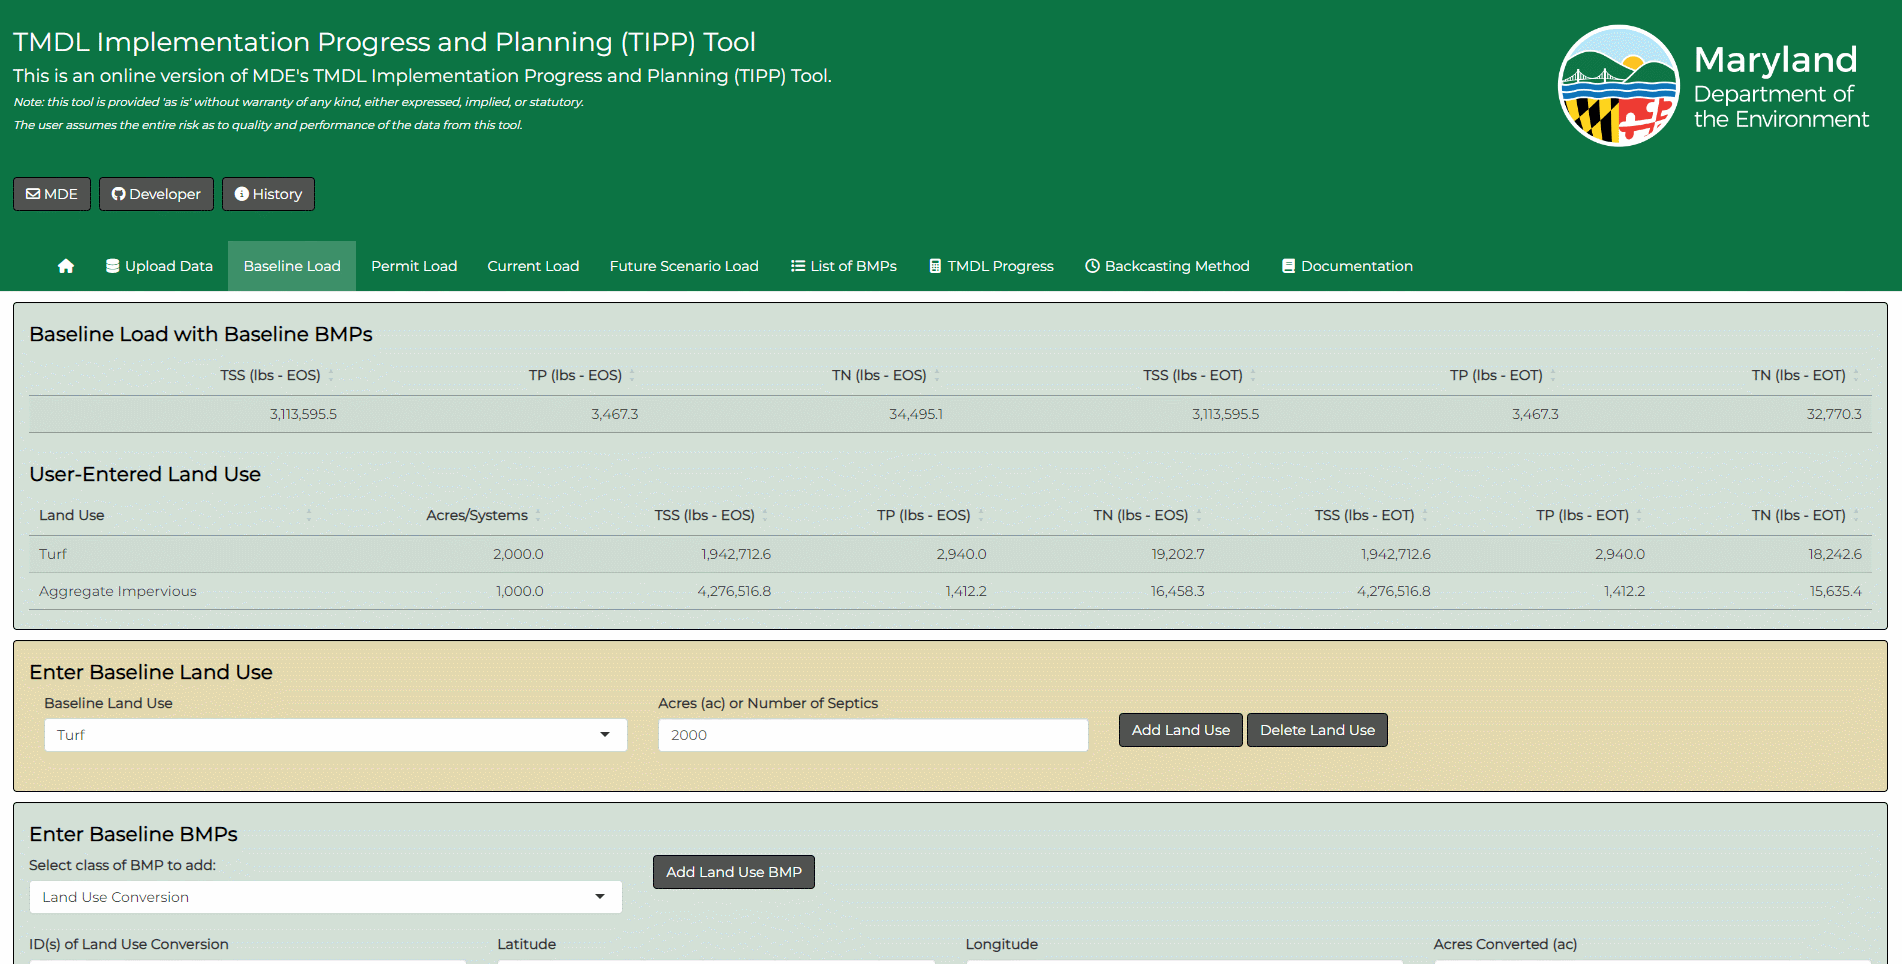 TMDL Implementation Progress and Planning (TIPP) Tool
This is an online version of MDE's TMDL Implementation Progress and Planning (TIPP) Tool.
Note: this tool is provided 'as is' without warranty of any kind, either expressed, implied, or statutory.
The user assumes the entire risk as to quality and performance of the data from this tool.
Maryland
Department of
the Environment
MDE Developer History
Upload Data Baseline Load Permit Load Current Load Future Scenario Load List of BMPs TMDL Progress Backcasting Method Documentation
Baseline Load with Baseline BMPs
TSS (lbs - EOS) TP (lbs - EOS) TN (lbs - EOS) TSS (lbs - EOT) TP (lbs - EOT) TN (lbs - EOT)
3,113,595.5 3,467.3 34,495.1 3,113,595.5 3,467.3 32,770.3
User-Entered Land Use
Land Use Acres/Systems TSS (lbs - EOS) TP (lbs - EOS) TN (lbs - EOS) TSS (lbs - EOT) TP (lbs - EOT) TN (lbs - EOT)
Turf 2,000.0 1,942,712.6 2,940.0 19,202.7 1,942,712.6 2,940.0 18,242.6
Aggregate Impervious 1,000.0 4,276,516.8 1,412.2 16,458.3 4,276,516.8 1,412.2 15,635.4
Enter Baseline Land Use
Baseline Land Use Acres (ac) or Number of Septics
Turf 2000 Add Land Use Delete Land Use
Enter Baseline BMPs
Select class of BMP to add:
Land Use Conversion Add Land Use BMP
ID(s) of Land Use Conversion Latitude Longitude Acres Converted (ac)